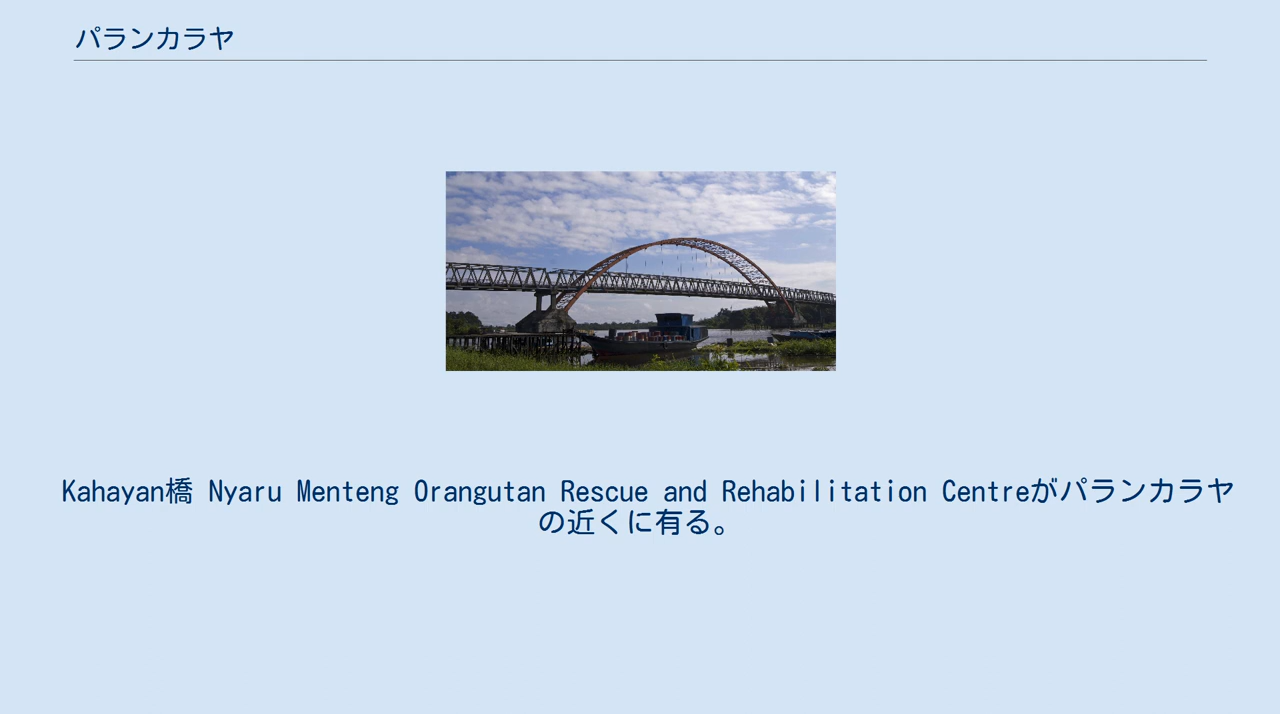 パランカラヤ
Kahayan橋 Nyaru Menteng Orangutan Rescue and Rehabilitation Centreがパランカラヤ
の近くに有る。